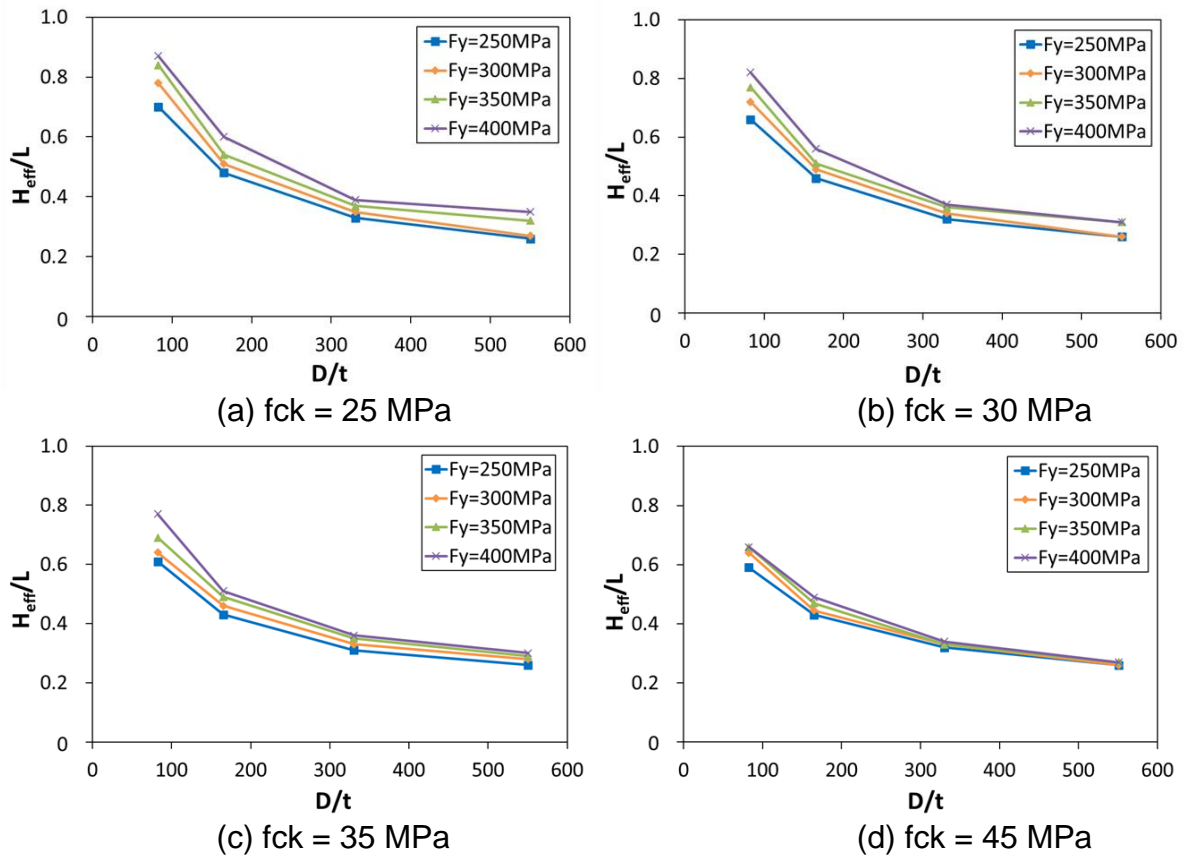 1.0
0.8
0.6
0.4
0.2
0
Heff/L
0 100 200 300 400 500 600
D/t
Fy=250MPa
Fy=300MPa
Fy=350MPa
Fy=400MPa
(a) fck = 25 MPa
1.0
0.8
0.6
0.4
0.2
0
Heff/L
0 100 200 300 400 500 600
D/t
Fy=250MPa
Fy=300MPa
Fy=350MPa
Fy=400MPa
(b) fck = 30 MPa
1.0
0.8
0.6
0.4
0.2
0
Heff/L
0 100 200 300 400 500 600
D/t
Fy=250MPa
Fy=300MPa
Fy=350MPa
Fy=400MPa
(c) fck = 35 MPa
1.0
0.8
0.6
0.4
0.2
0
Heff/L
0 100 200 300 400 500 600
D/t
Fy=250MPa
Fy=300MPa
Fy=350MPa
Fy=400MPa
(d) fck = 45 MPa